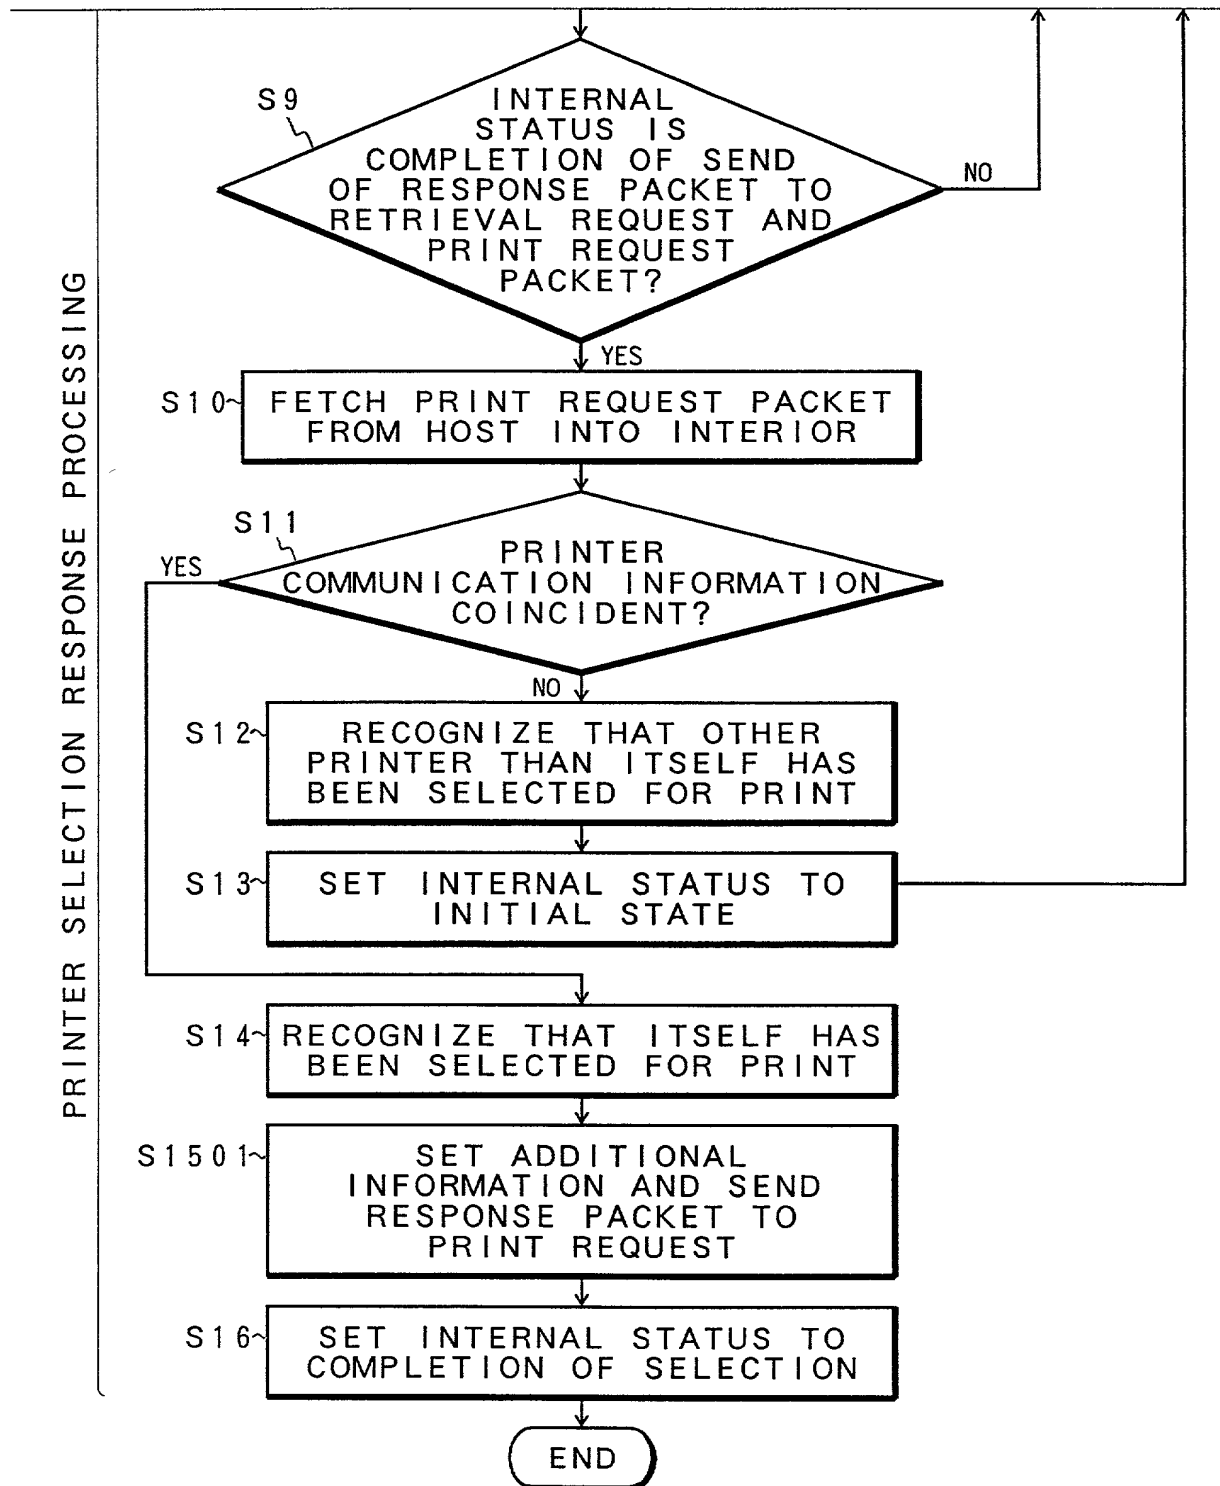 PRINTER SELECTION RESPONSE PROCESSING
S9
INTERNAL
STATUS IS
COMPLETION OF SEND
OF RESPONSE PACKET TO
RETRIEVAL REQUEST AND
PRINT REQUEST
PACKET?
NO
YES
S10
FETCH PRINT REQUEST PACKET
FROM HOST INTO INTERIOR
S11
YES
PRINTER
COMMUNICATION INFORMATION
COINCIDENT?
NO
S12
RECOGNIZE THAT OTHER
PRINTER THAN ITSELF HAS
BEEN SELECTED FOR PRINT
S13
SET INTERNAL STATUS TO
INITIAL STATE
S14
RECOGNIZE THAT ITSELF HAS
BEEN SELECTED FOR PRINT
S1501
SET ADDITIONAL
INFORMATION AND SEND
RESPONSE PACKET TO
PRINT REQUEST
S16
SET INTERNAL STATUS TO
COMPLETION OF SELECTION
END